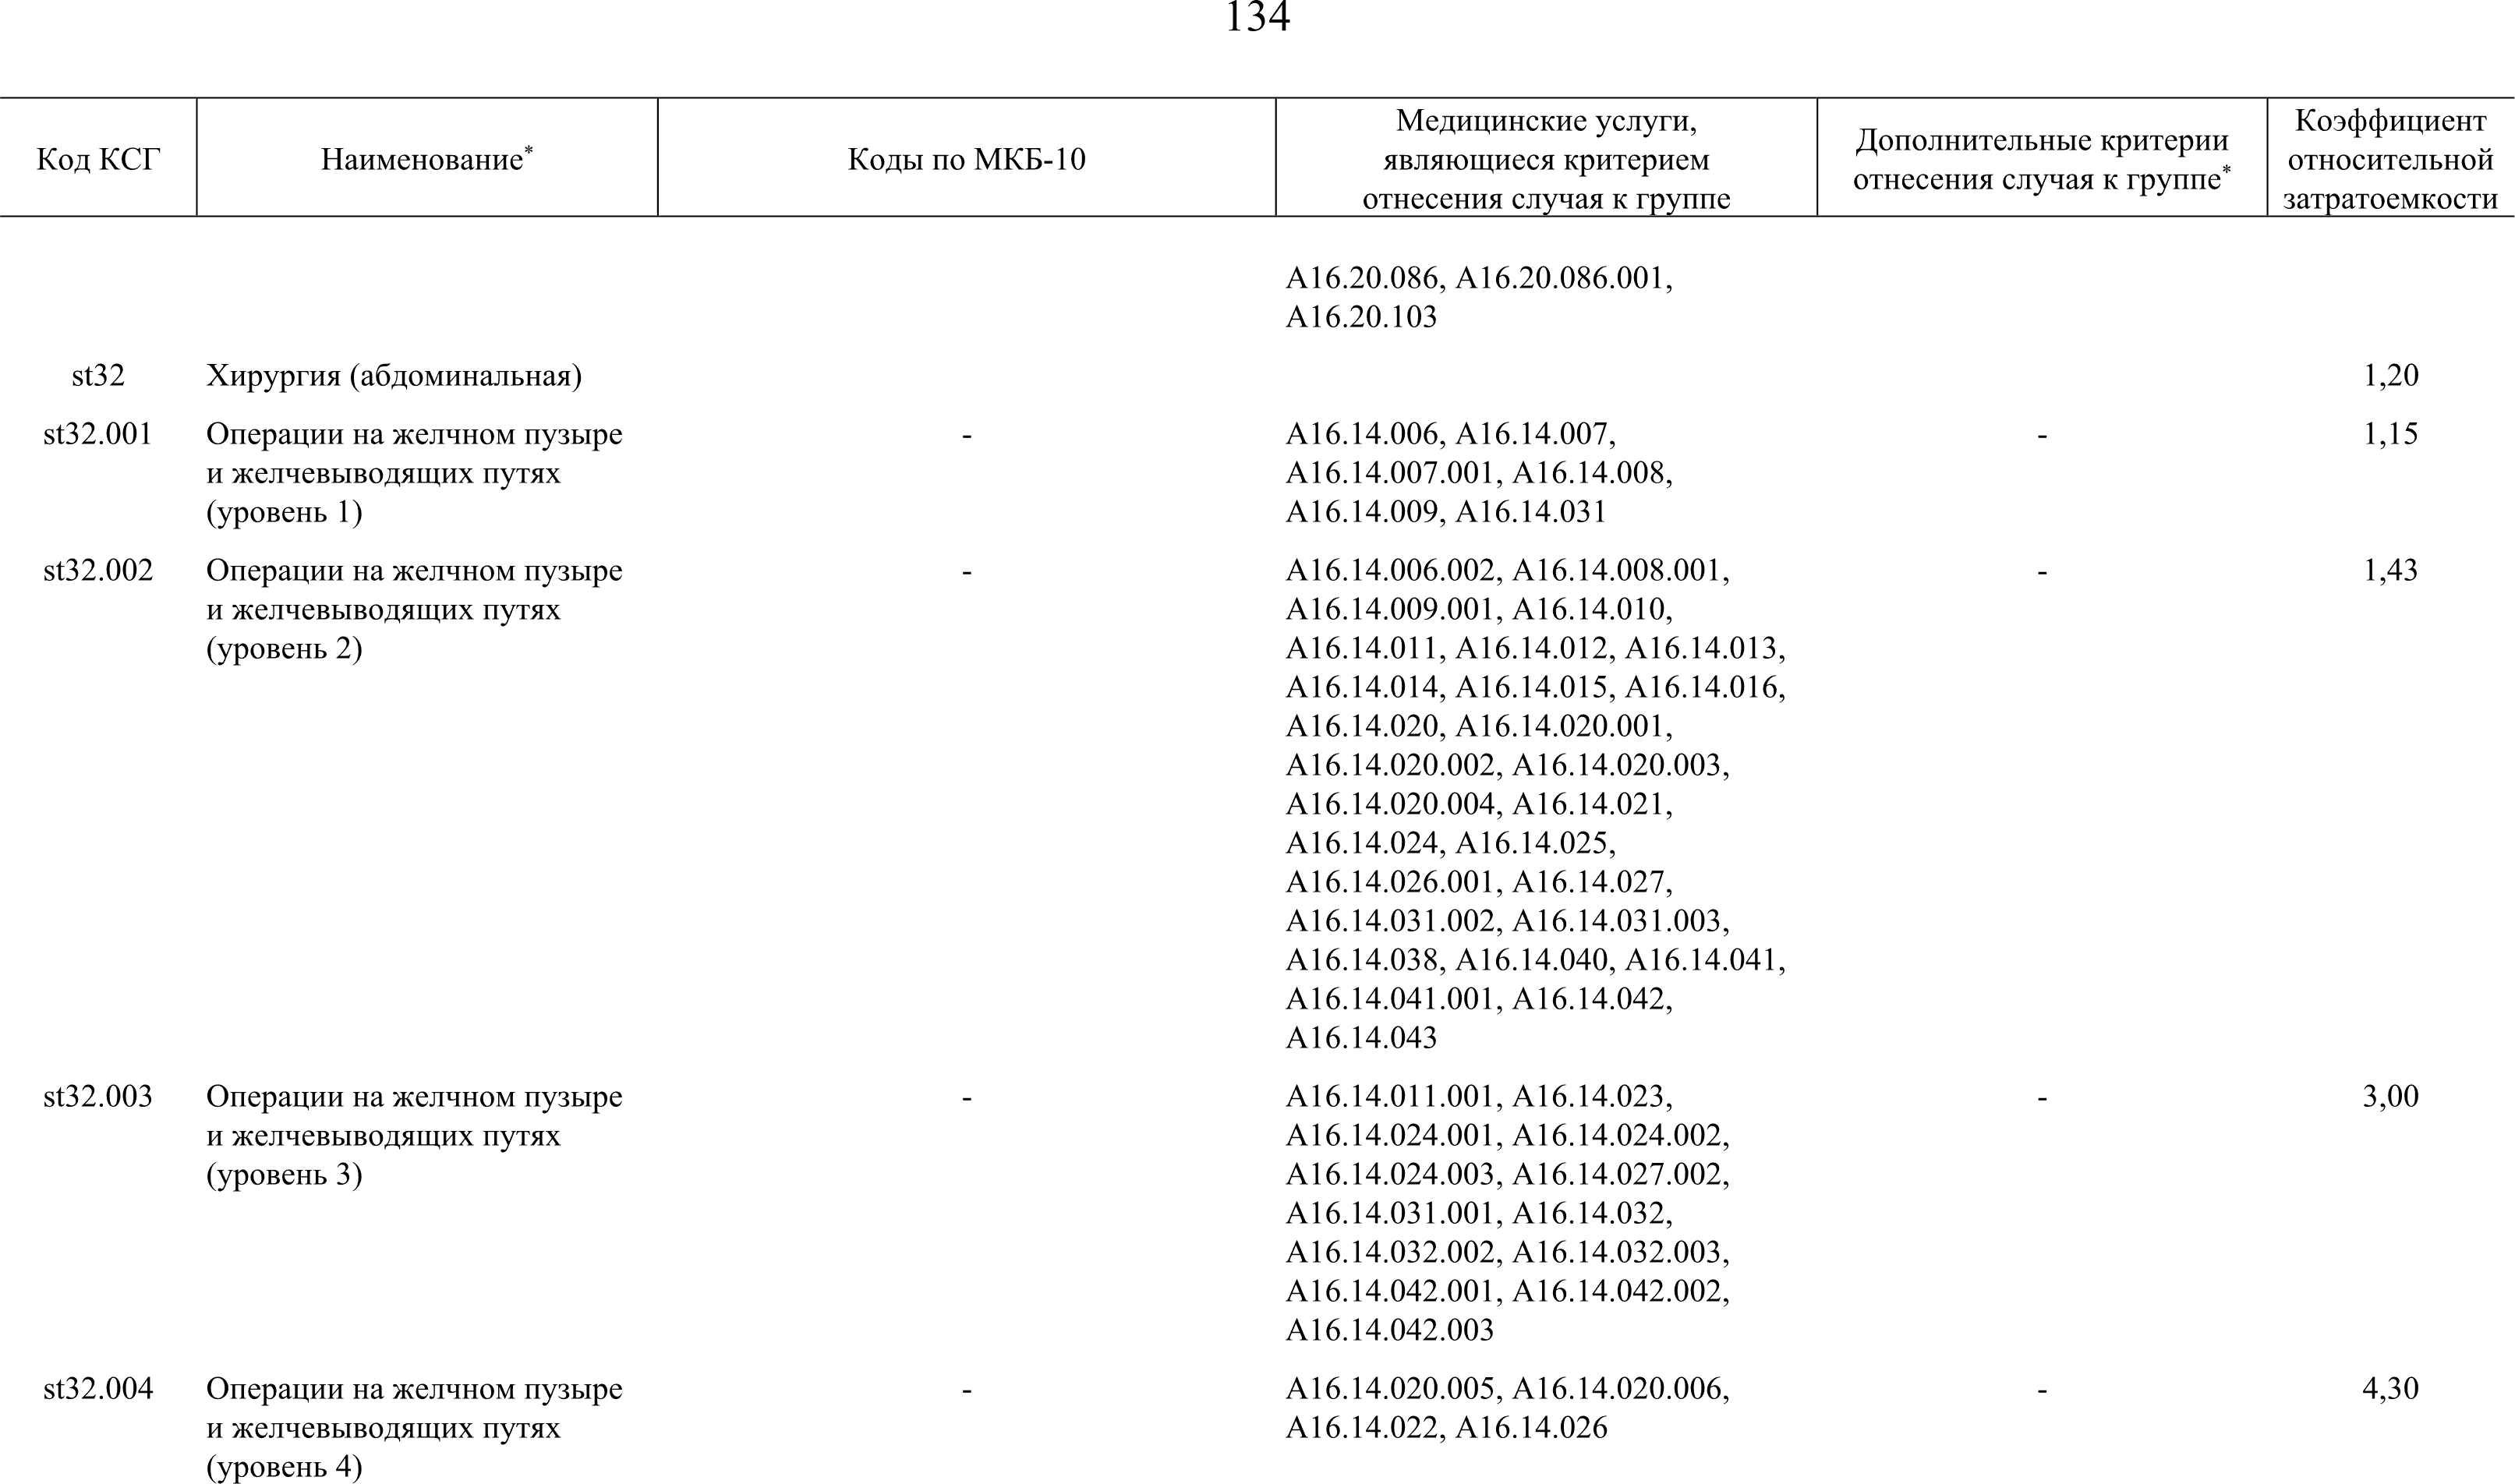 134
Код КСГ
Наименование*
Коды по МКБ-10
Медицинские услуги,
являющиеся критерием
отнесения случая к группе
Дополнительные критерии
отнесения случая к группе*
Коэффициент
относительной
затратоемкости
A16.20.086, A16.20.086.001,
A16.20.103
st32 Хирургия (абдоминальная) 1,20
st32.001 Операции на желчном пузыре - A16.14.006, A16.14.007, - 1,15
и желчевыводящих путях A16.14.007.001, A16.14.008,
(уровень 1) A16.14.009, A16.14.031
st32.002 Операции на желчном пузыре - A16.14.006.002, A16.14.008.001, - 1,43
и желчевыводящих путях A16.14.009.001, A16.14.010,
(уровень 2) A16.14.011, A16.14.012, A16.14.013,
A16.14.014, A16.14.015, A16.14.016,
A16.14.020, A16.14.020.001,
A16.14.020.002, A16.14.020.003,
A16.14.020.004, A16.14.021,
A16.14.024, A16.14.025,
A16.14.026.001, A16.14.027,
A16.14.031.002, A16.14.031.003,
A16.14.038, A16.14.040, A16.14.041,
A16.14.041.001, A16.14.042,
A16.14.043
st32.003 Операции на желчном пузыре - A16.14.011.001, A16.14.023, - 3,00
и желчевыводящих путях A16.14.024.001, A16.14.024.002,
(уровень 3) A16.14.024.003, A16.14.027.002,
A16.14.031.001, A16.14.032,
A16.14.032.002, A16.14.032.003,
A16.14.042.001, A16.14.042.002,
A16.14.042.003
st32.004 Операции на желчном пузыре - A16.14.020.005, A16.14.020.006, - 4,30
и желчевыводящих путях A16.14.022, A16.14.026
(уровень 4)